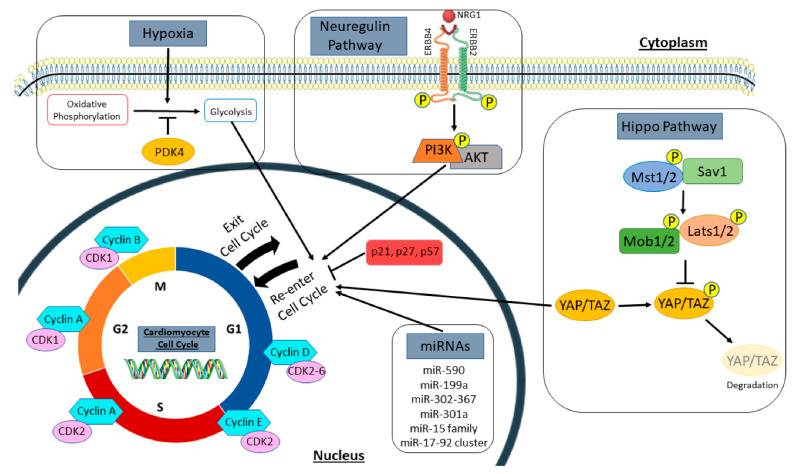 Hypoxia
Oxidative
Phosphorylation
Glycolysis
PDK4
Neuregulin
Pathway
NRG1
ERBB4
ERBB2
P
P
P
PI3K
AKT
Cytoplasm
Hippo Pathway
P
Mst1/2
Sav1
P
P
Mob1/2
Lats1/2
YAP/TAZ
P
YAP/TAZ
YAP/TAZ
Degradation
Exit
Cell Cycle
Re-enter
Cell Cycle
p21, p27, p57
miRNAs
miR-590
miR-199a
miR-302-367
miR-301a
miR-15 family
miR-17-92 cluster
Cyclin B
CDK1
M
Cyclin A
CDK1
G2
Cardiomyocyte
Cell Cycle
G1
Cyclin D
CDK2-6
S
Cyclin A
CDK2
Cyclin E
CDK2
Nucleus